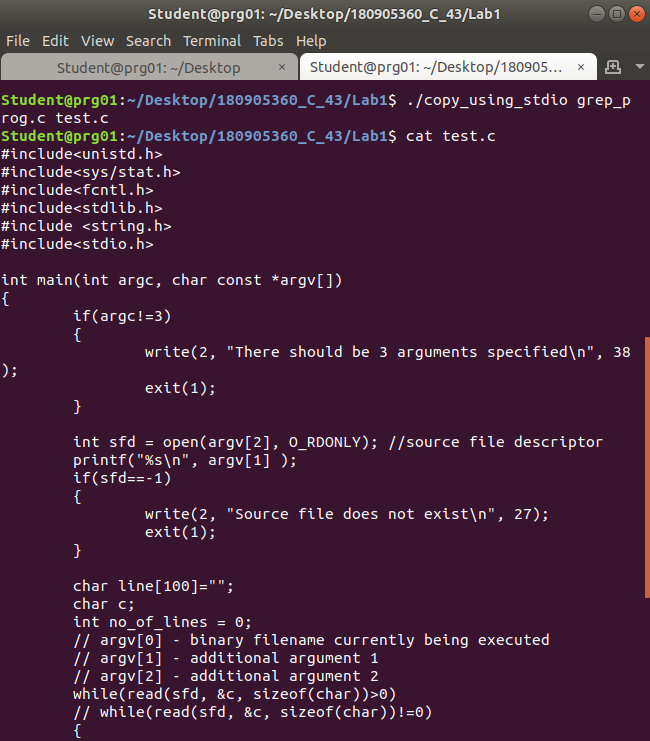 Student@prg01: ~/Desktop/180905360_C_43/Lab1
File Edit View Search Terminal Tabs Help
Student@prg01: ~/Desktop × Student@prg01: ~/Desktop/180905... ×
Student@prg01:~/Desktop/180905360_C_43/Lab1$ ./copy_using_stdio grep_p
rog.c test.c
Student@prg01:~/Desktop/180905360_C_43/Lab1$ cat test.c
#include<unistd.h>
#include<sys/stat.h>
#include<fcntl.h>
#include<stdlib.h>
#include <string.h>
#include<stdio.h>

int main(int argc, char const *argv[])
{
        if(argc!=3)
        {
                write(2, "There should be 3 arguments specified\n", 38
);
                exit(1);
        }

        int sfd = open(argv[2], O_RDONLY); //source file descriptor
        printf("%s\n", argv[1] );
        if(sfd==-1)
        {
                write(2, "Source file does not exist\n", 27);
                exit(1);
        }

        char line[100]="";
        char c;
        int no_of_lines = 0;
        // argv[0] - binary filename currently being executed
        // argv[1] - additional argument 1
        // argv[2] - additional argument 2
        while(read(sfd, &c, sizeof(char))>0)
        // while(read(sfd, &c, sizeof(char))!=0)
        {